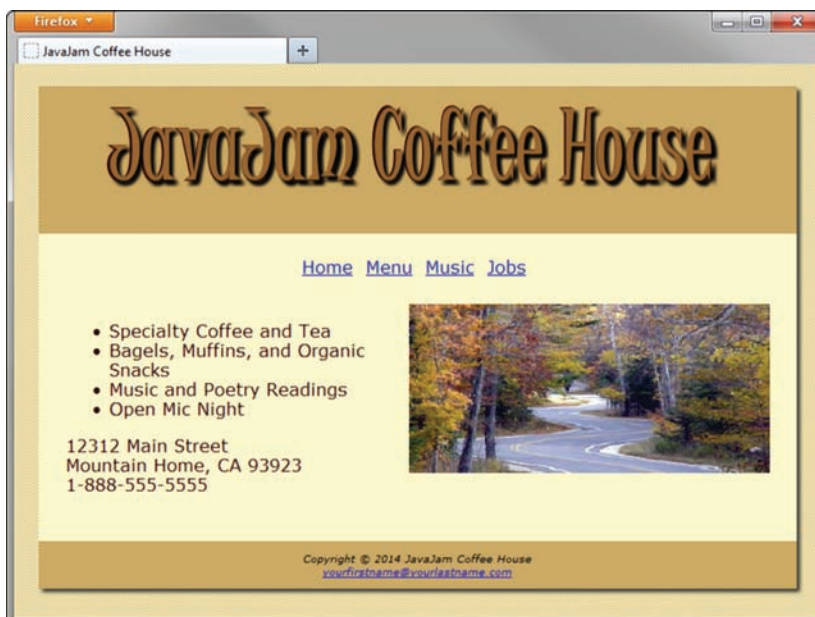 Firefox
JavaJam Coffee House
JavaJam Coffee House
Home Menu Music Jobs
• Specialty Coffee and Tea
• Bagels, Muffins, and Organic
Snacks
• Music and Poetry Readings
• Open Mic Night
12312 Main Street
Mountain Home, CA 93923
1-888-555-5555
Copyright © 2014 JavaJam Coffee House
yourfirstname@yourlastname.com